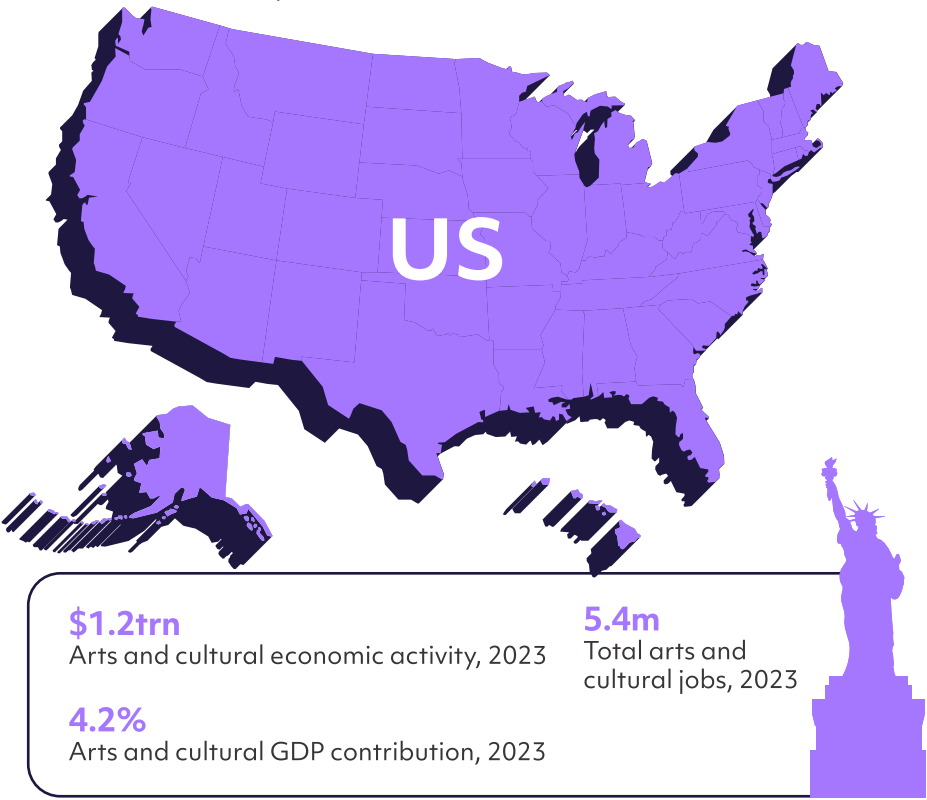 US
$1.2trn
Arts and cultural economic activity, 2023
4.2%
Arts and cultural GDP contribution, 2023
5.4m
Total arts and
cultural jobs, 2023